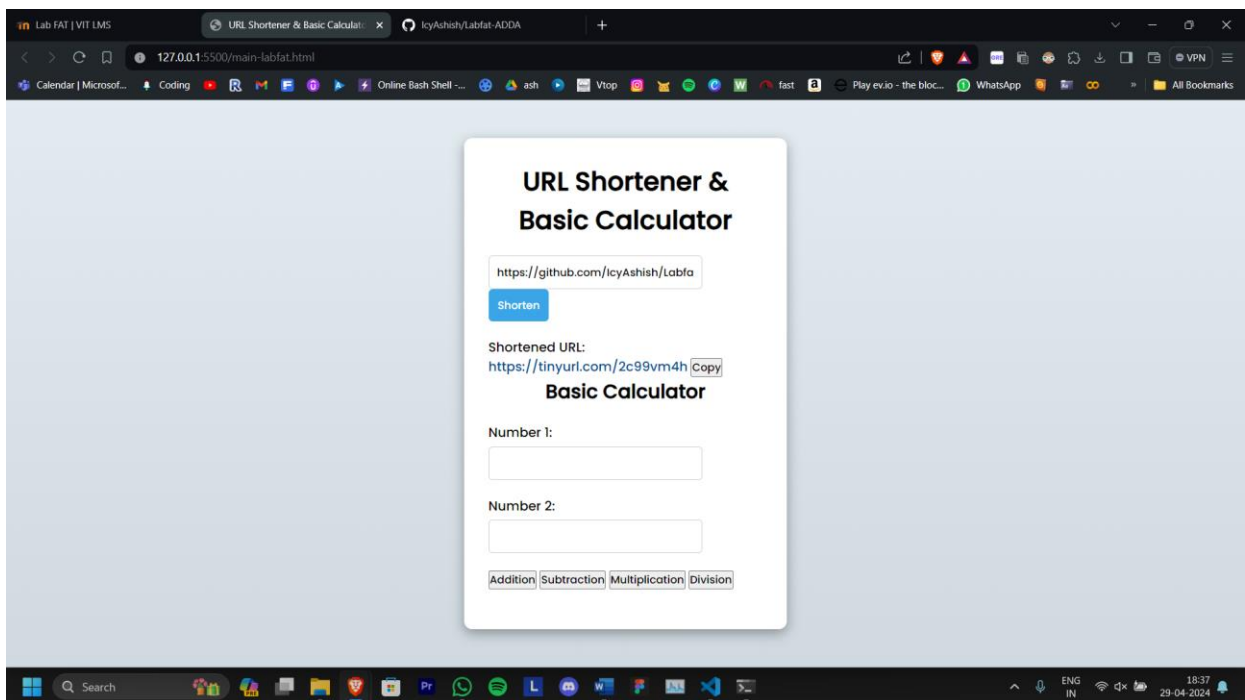 Lab FAT | VIT LMS
URL Shortener & Basic Calculat
IcyAshish/Labfat-ADDA
127.0.0.1:5500/main-labfat.html
VPN
Calendar | Microsof... Coding Online Bash Shell -... ash Vtop fast Play ev.io - the bloc... WhatsApp All Bookmarks
URL Shortener &
Basic Calculator
https://github.com/IcyAshish/Labfa
Shorten
Shortened URL:
https://tinyurl.com/2c99vm4h Copy
Basic Calculator
Number 1:
Number 2:
Addition Subtraction Multiplication Division
Search
ENG
IN
18:37
29-04-2024